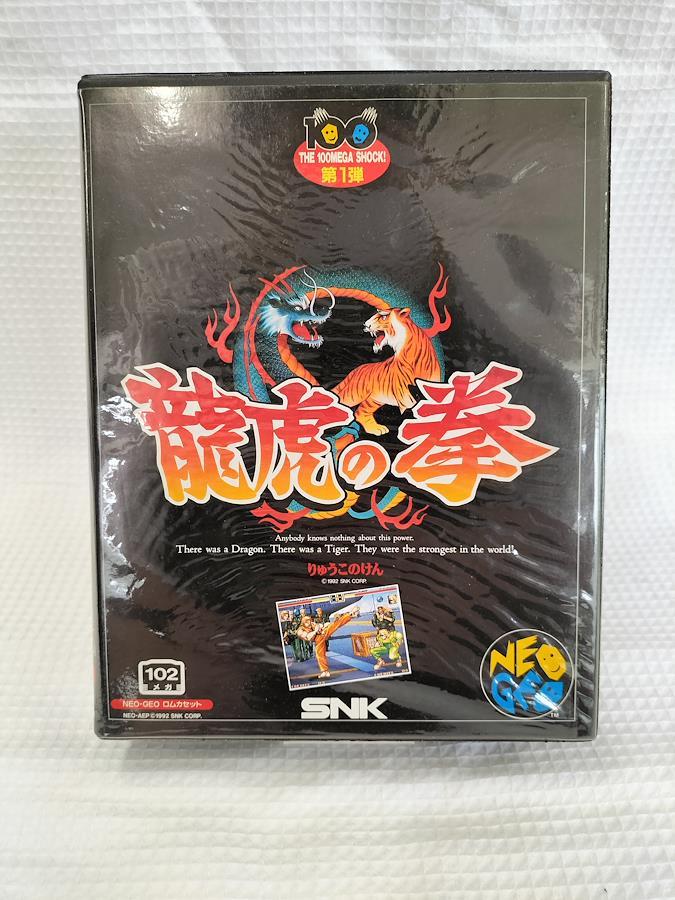 100
THE 100MEGA SHOCK!
第1弾
龍虎の拳
Anybody knows nothing about this power.
There was a Dragon. There was a Tiger. They were the strongest in the world!
りゅうこのけん
©1992 SNK CORP.
102
メガ
NEO-GEO ロムカセット
NEO-AEP ©1992 SNK CORP.
SNK
NEO
GEO
TM